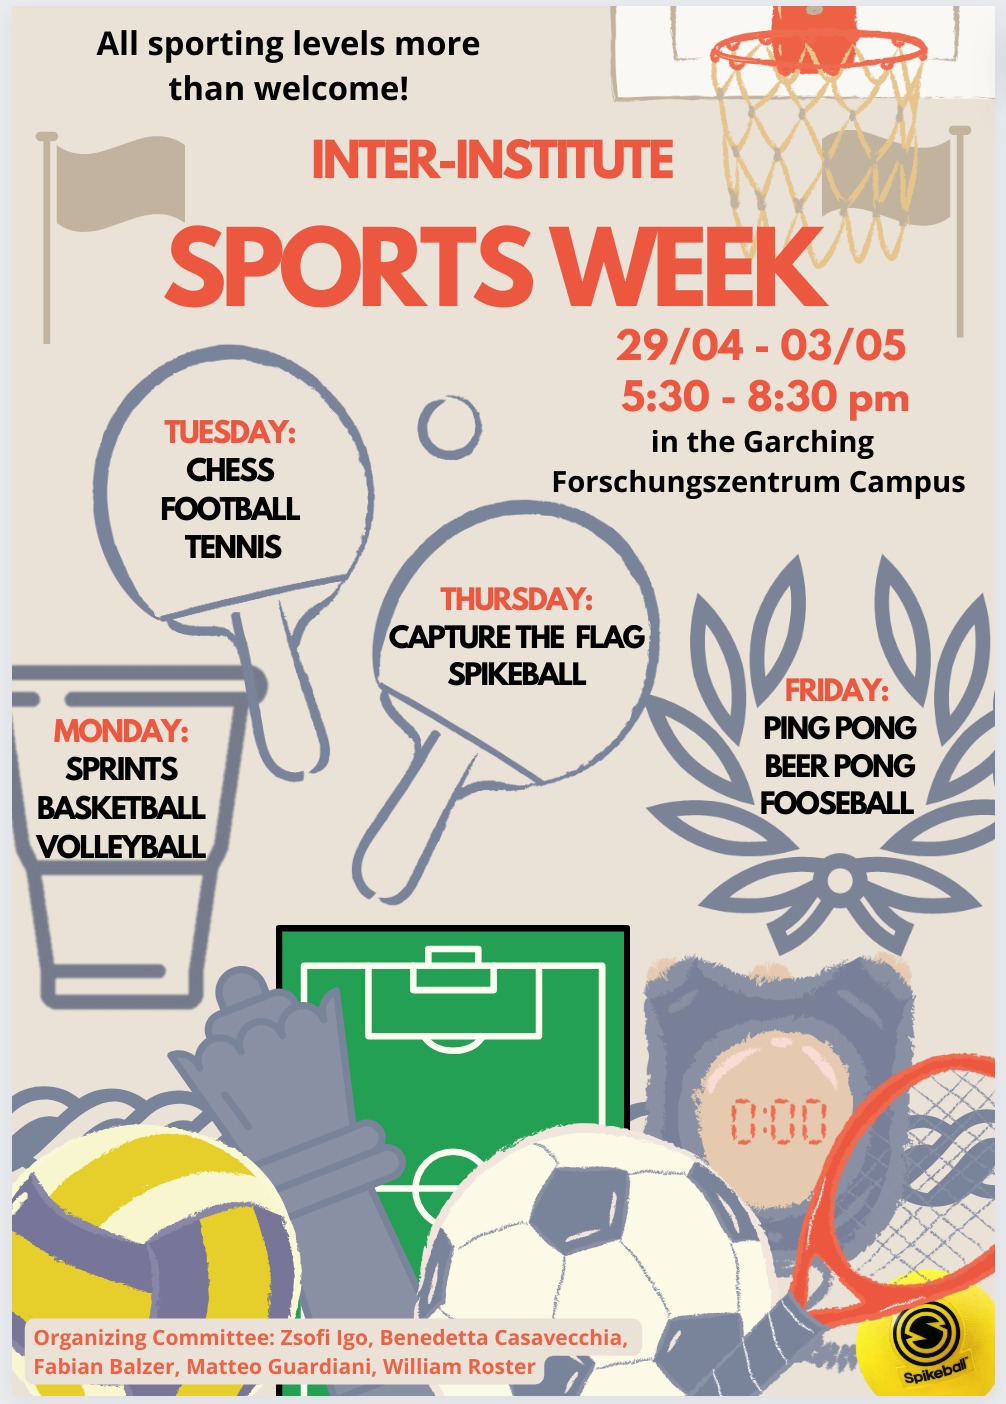 All sporting levels more
than welcome!
INTER-INSTITUTE
SPORTS WEEK
29/04 - 03/05
5:30 - 8:30 pm
in the Garching
Forschungszentrum Campus
TUESDAY:
CHESS
FOOTBALL
TENNIS
THURSDAY:
CAPTURE THE FLAG
SPIKEBALL
FRIDAY:
PING PONG
BEER PONG
FOOSEBALL
MONDAY:
SPRINTS
BASKETBALL
VOLLEYBALL
0:00
Organizing Committee: Zsofi Igo, Benedetta Casavecchia,
Fabian Balzer, Matteo Guardiani, William Roster
Spikeball